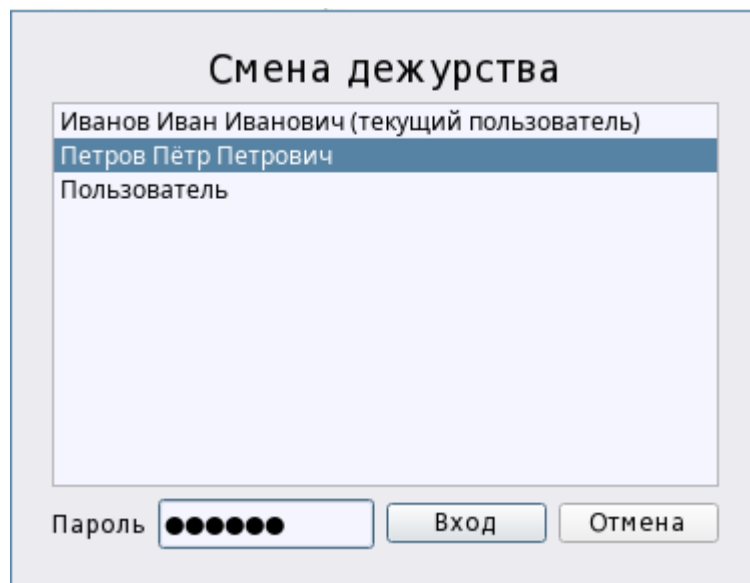 Смена дежурства
Иванов Иван Иванович (текущий пользователь)
Петров Пётр Петрович
Пользователь
Пароль ●●●●●● Вход Отмена